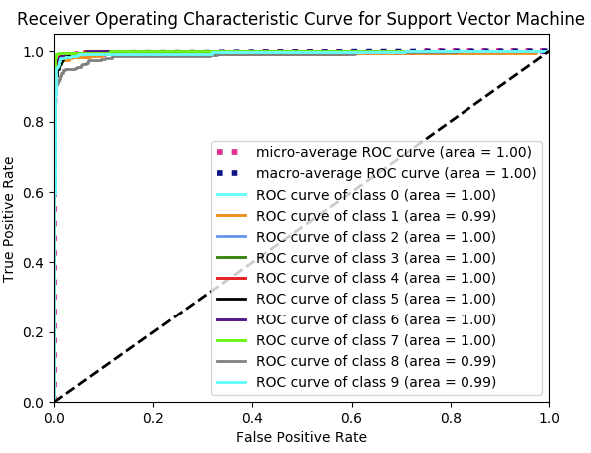 Receiver Operating Characteristic Curve for Support Vector Machine
1.0
0.8
0.6
0.4
0.2
0.0
True Positive Rate
micro-average ROC curve (area = 1.00)
macro-average ROC curve (area = 1.00)
ROC curve of class 0 (area = 1.00)
ROC curve of class 1 (area = 0.99)
ROC curve of class 2 (area = 1.00)
ROC curve of class 3 (area = 1.00)
ROC curve of class 4 (area = 1.00)
ROC curve of class 5 (area = 1.00)
ROC curve of class 6 (area = 1.00)
ROC curve of class 7 (area = 1.00)
ROC curve of class 8 (area = 0.99)
ROC curve of class 9 (area = 0.99)
0.0 0.2 0.4 0.6 0.8 1.0
False Positive Rate